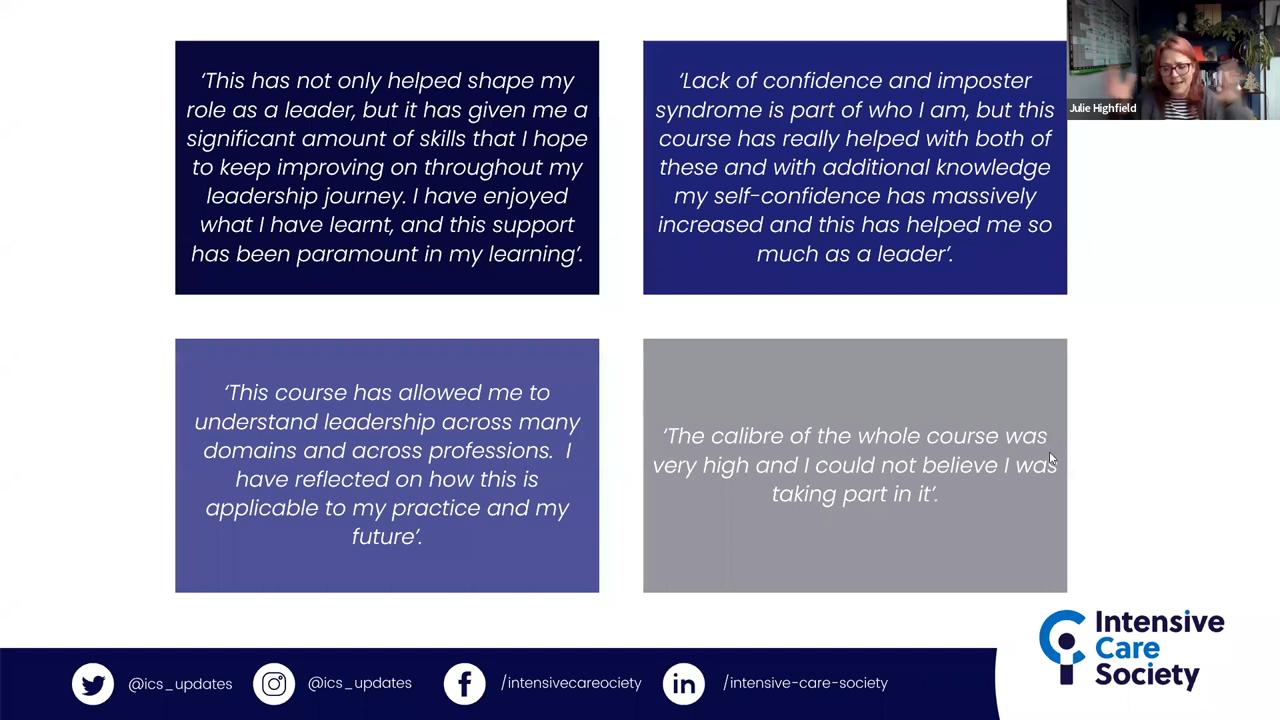 ‘This has not only helped shape my
role as a leader, but it has given me a
significant amount of skills that I hope
to keep improving on throughout my
leadership journey. I have enjoyed
what I have learnt, and this support
has been paramount in my learning’.
‘Lack of confidence and imposter
syndrome is part of who I am, but this
course has really helped with both of
these and with additional knowledge
my self-confidence has massively
increased and this has helped me so
much as a leader’.
Julie Highfield
‘This course has allowed me to
understand leadership across many
domains and across professions.  I
have reflected on how this is
applicable to my practice and my
future’.
‘The calibre of the whole course was
very high and I could not believe I was
taking part in it’.
@ics_updates
@ics_updates
/intensivecareociety
/intensive-care-society
Intensive
Care
Society